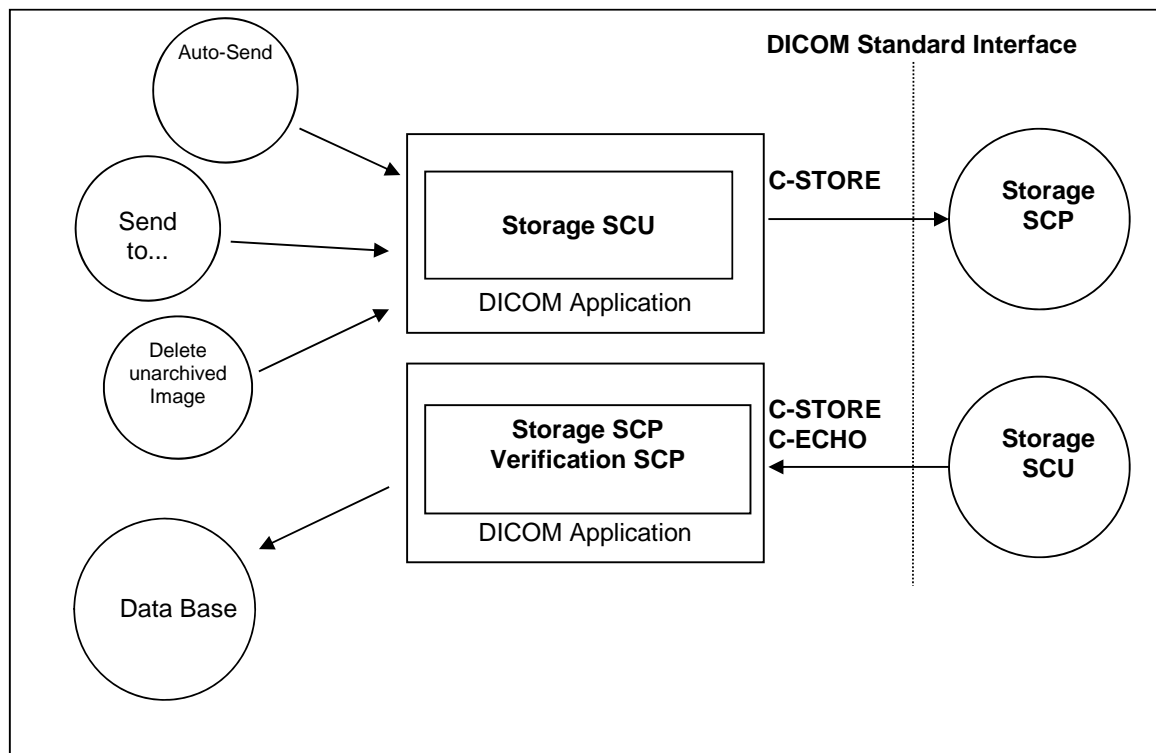 Auto-Send
DICOM Standard Interface
Send
to...
Storage SCU
DICOM Application
C-STORE
Storage
SCP
Delete
unarchived
Image
Storage SCP
Verification SCP
DICOM Application
C-STORE
C-ECHO
Storage
SCU
Data Base